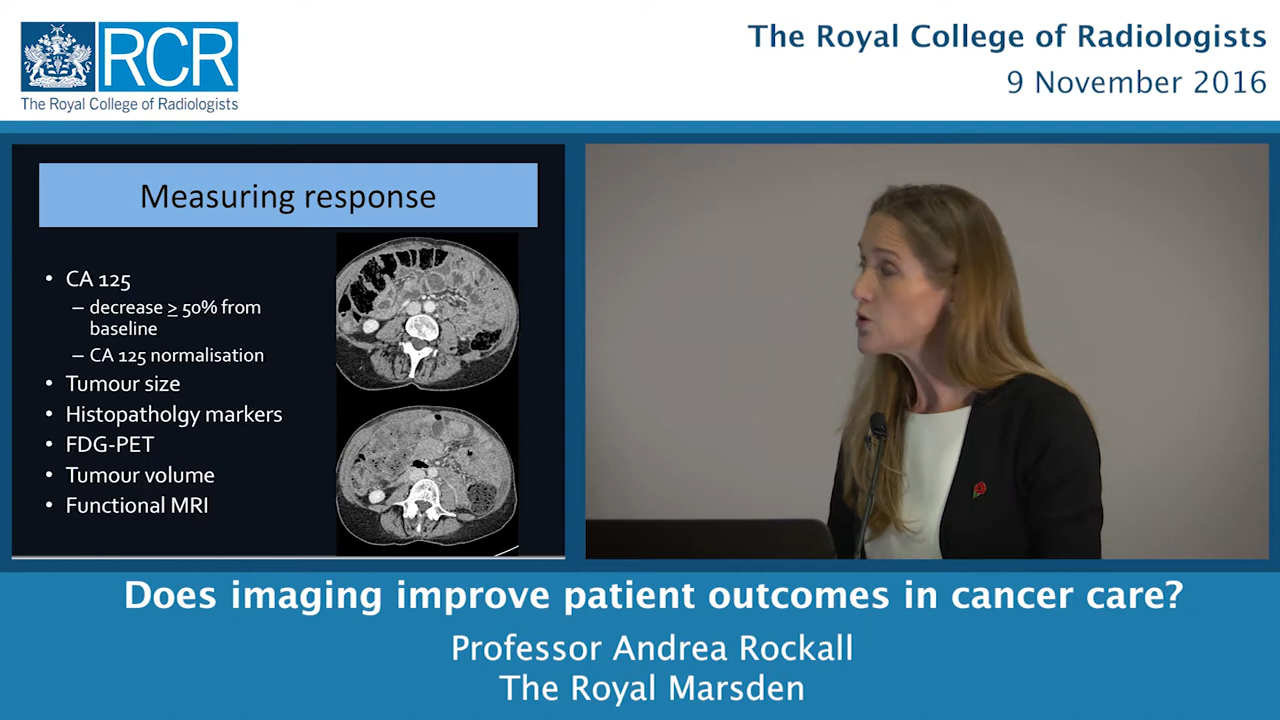 RCR
The Royal College of Radiologists
The Royal College of Radiologists
9 November 2016
Measuring response
• CA 125
– decrease ≥ 50% from
baseline
– CA 125 normalisation
• Tumour size
• Histopatholgy markers
• FDG-PET
• Tumour volume
• Functional MRI
Does imaging improve patient outcomes in cancer care?
Professor Andrea Rockall
The Royal Marsden